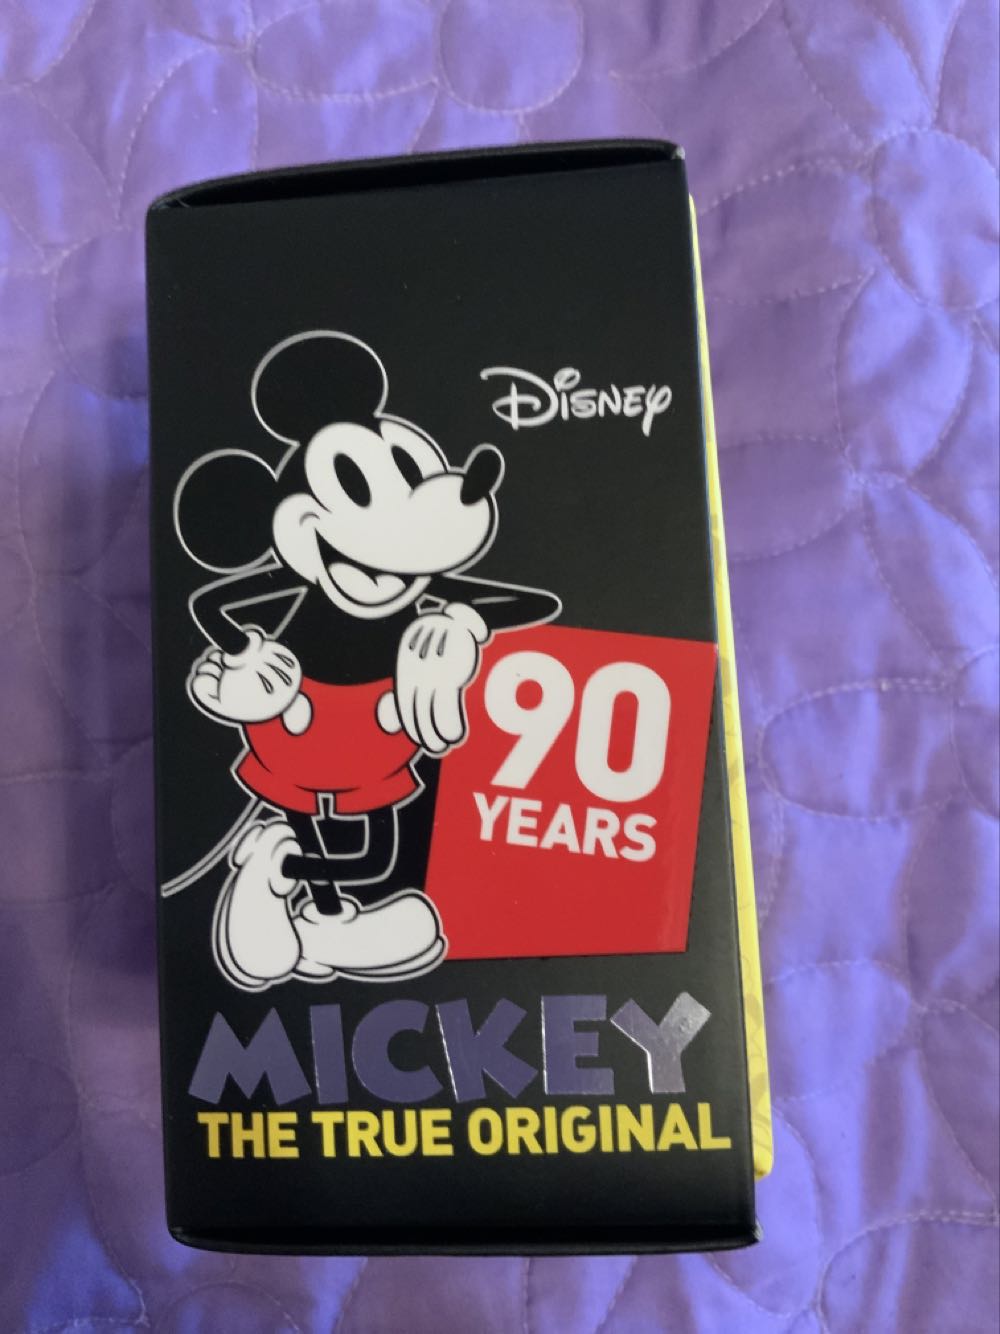 Disney
90
YEARS
MICKEY
THE TRUE ORIGINAL